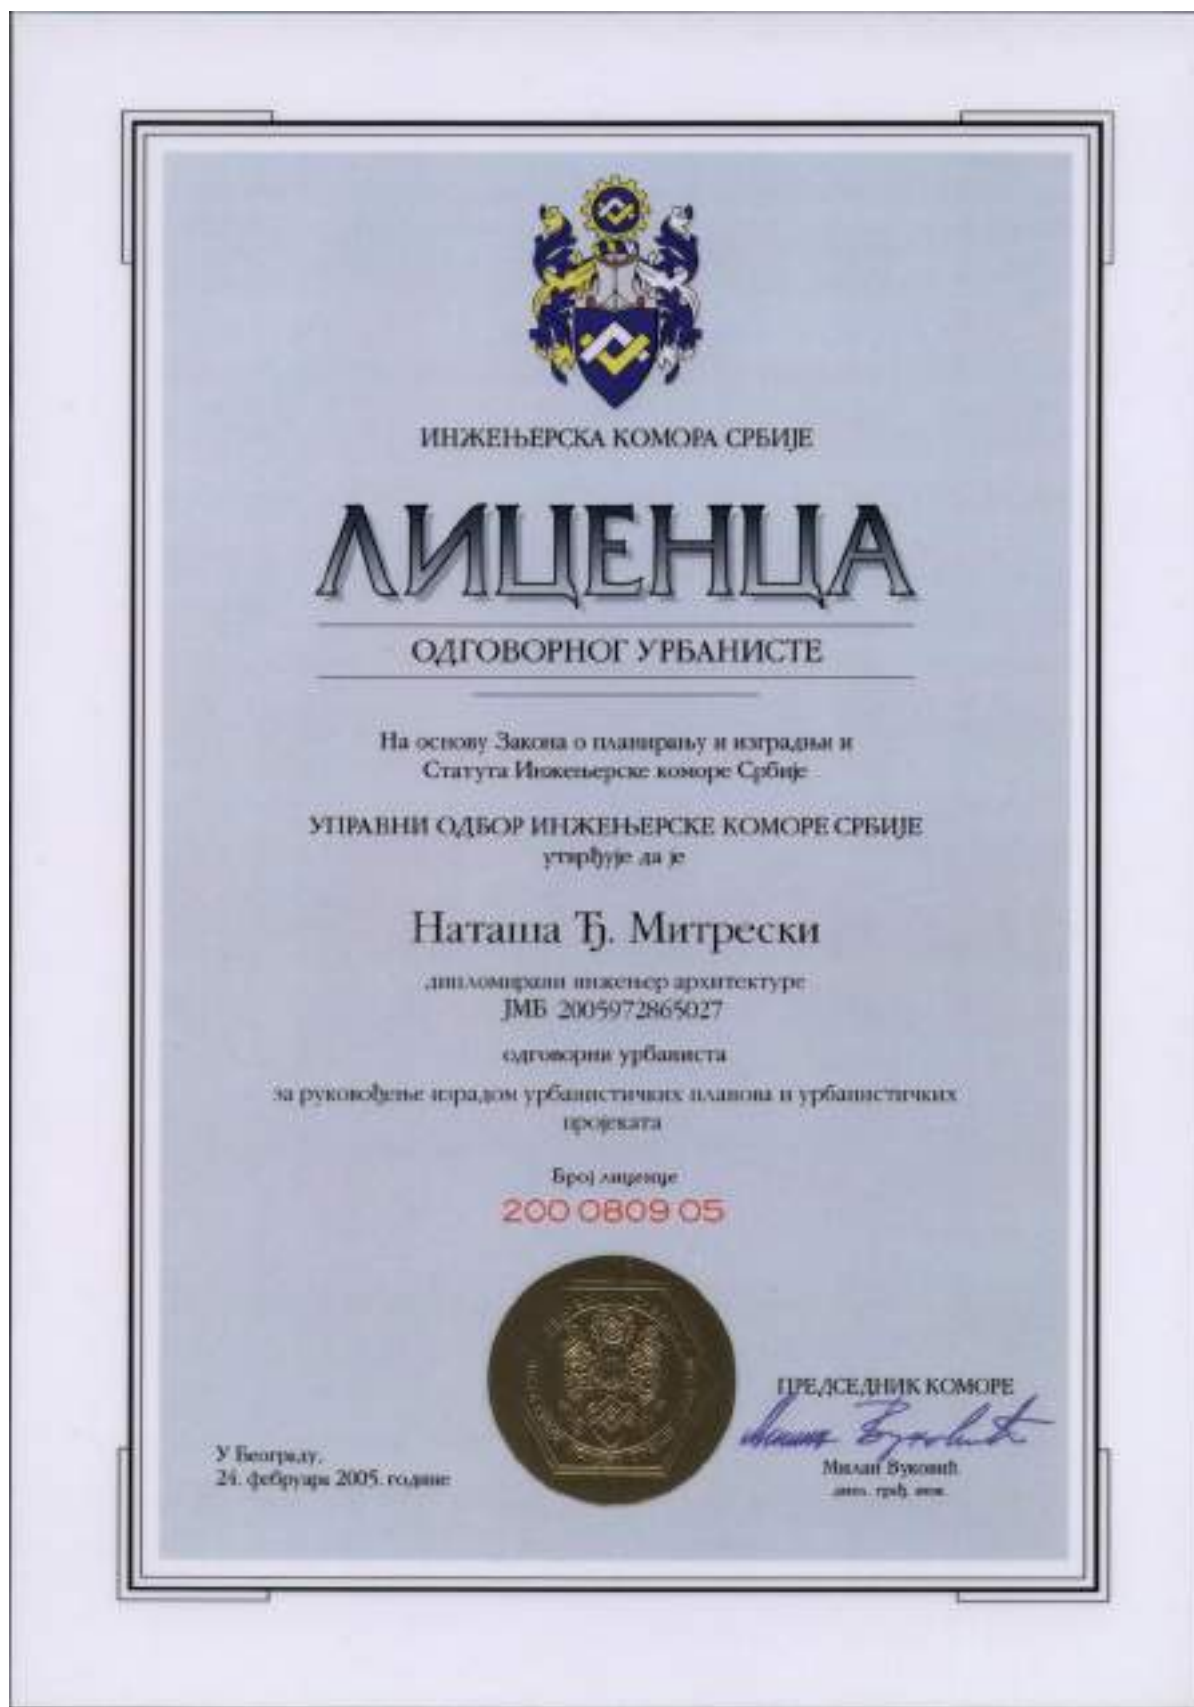 ИНЖЕЊЕРСКА КОМОРА СРБИЈЕ
ЛИЦЕНЦА
ОДГОВОРНОГ УРБАНИСТЕ
На основу Закона о планирању и изградњи и
Статута Инжењерске коморе Србије
УПРАВНИ ОДБОР ИНЖЕЊЕРСКЕ КОМОРЕ СРБИЈЕ
утврђује да је
Наташа Ђ. Митрески
дипломирани инжењер архитектуре
ЈМБ 2005972865027
одговорни урбаниста
за руковођење израдом урбанистичких планова и урбанистичких
пројеката
Број лиценце
200 0809 05
ПРЕДСЕДНИК КОМОРЕ
Милан Вуковић
дипл. грађ. инж.
У Београду,
24. фебруара 2005. године